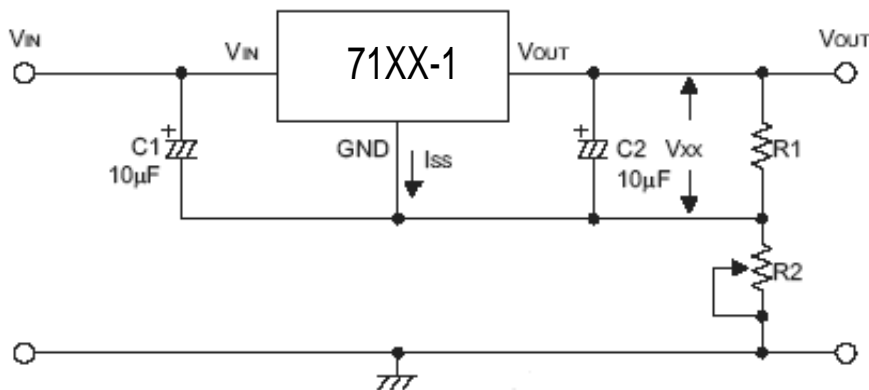 VIN
VIN
71XX-1
VOUT
VOUT
C1
10μF
GND
ISS
C2
10μF
VXX
R1
R2